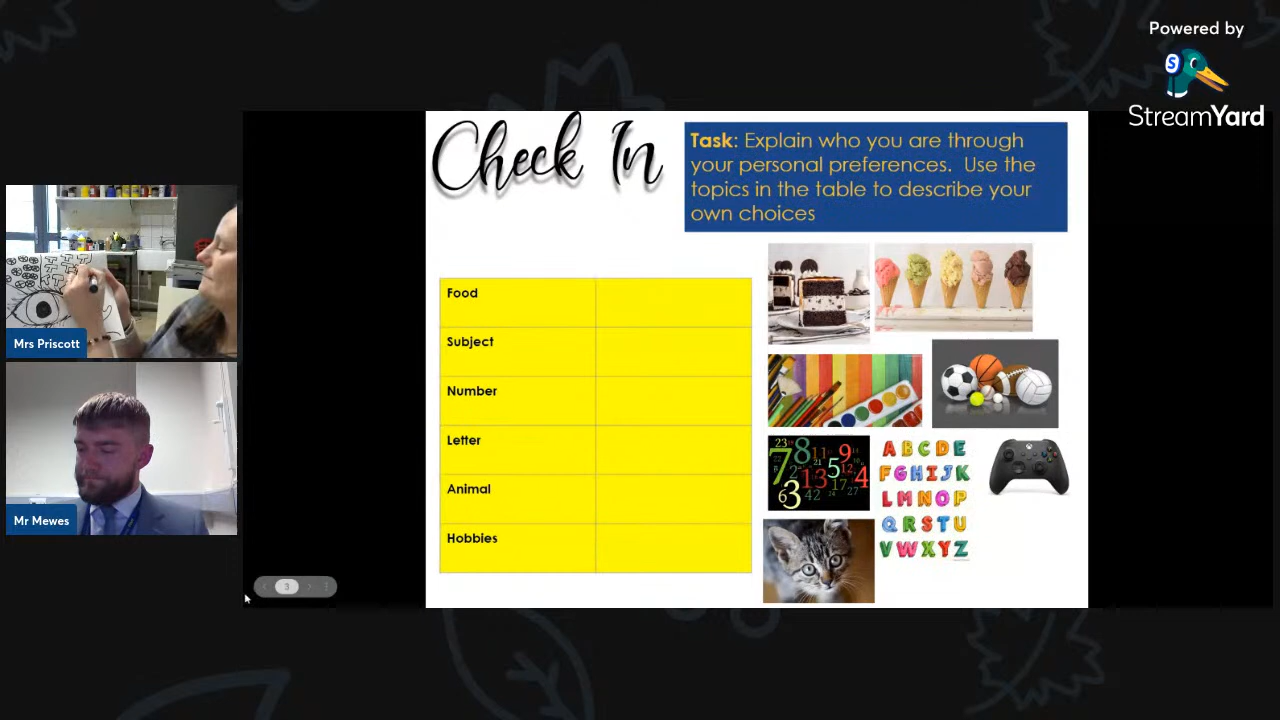 Powered by
S
StreamYard
Check In
Task: Explain who you are through
your personal preferences. Use the
topics in the table to describe your
own choices
Food
Subject
Number
Letter
Animal
Hobbies
A B C D E
F G H I J K
L M N O P
Q R S T U
V W X Y Z
Mrs Priscott
Mr Mewes
3